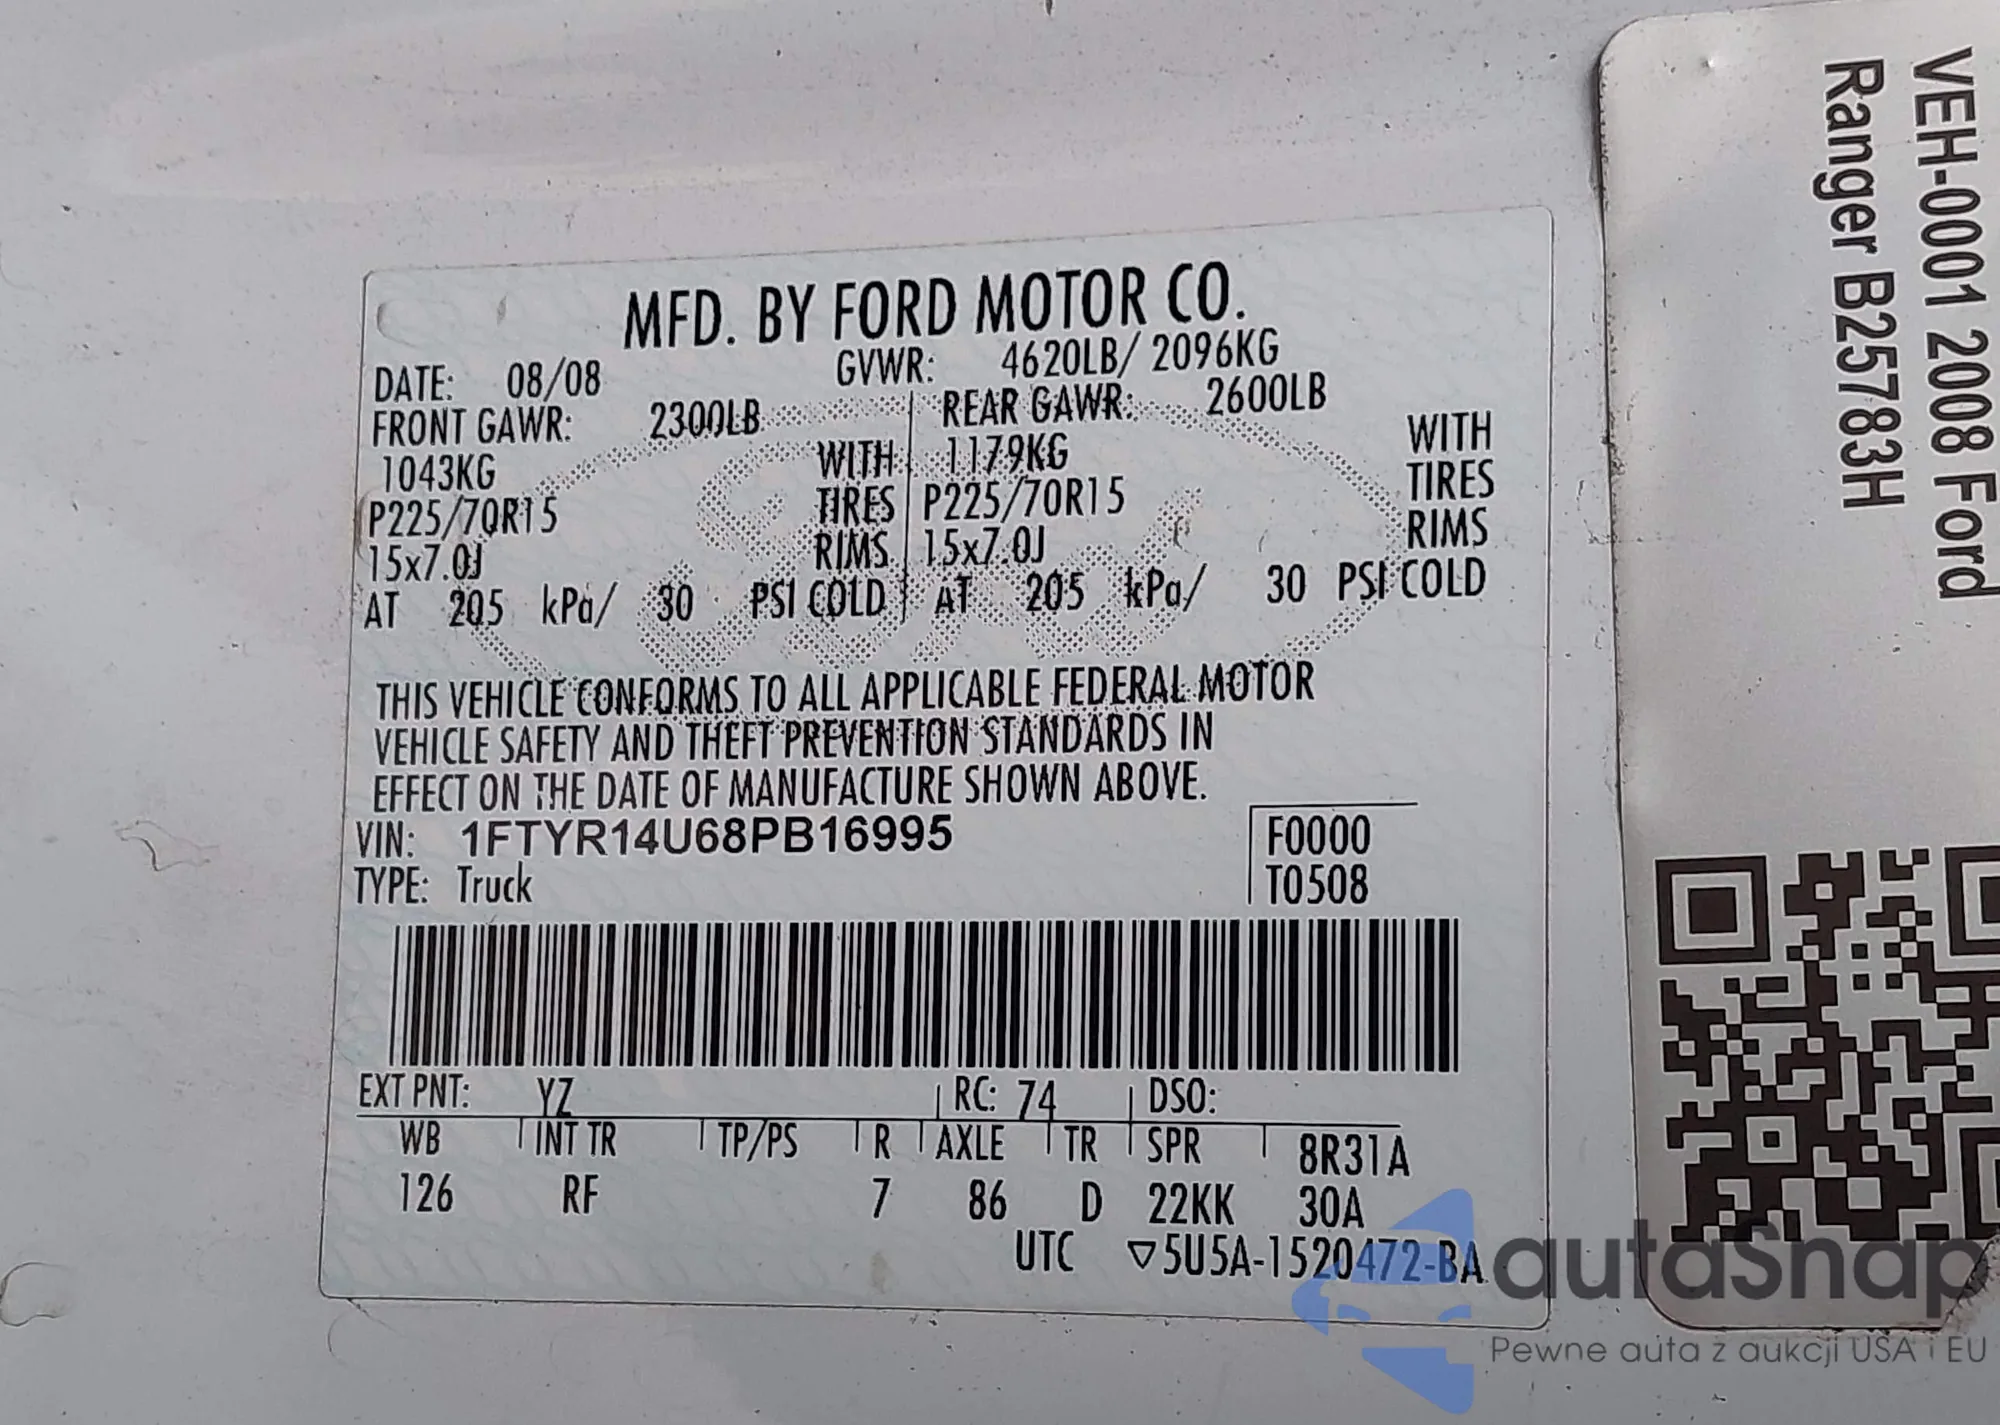 MFD. BY FORD MOTOR CO.
DATE: 08/08 GVWR: 4620LB/ 2096KG
FRONT GAWR: 2300LB REAR GAWR: 2600LB
1043KG WITH 1179KG WITH
P225/70R15 TIRES P225/70R15 TIRES
15x7.0J RIMS 15x7.0J RIMS
AT 205 kPa/ 30 PSI COLD AT 205 kPa/ 30 PSI COLD
THIS VEHICLE CONFORMS TO ALL APPLICABLE FEDERAL MOTOR
VEHICLE SAFETY AND THEFT PREVENTION STANDARDS IN
EFFECT ON THE DATE OF MANUFACTURE SHOWN ABOVE.
VIN: 1FTYR14U68PB16995 F0000
TYPE: Truck T0508
EXT PNT: YZ RC: 74 DSO:
WB INT TR TP/PS R AXLE TR SPR 8R31A
126 RF 7 86 D 22KK 30A
UTC ▽5U5A-1520472-BA
VEH-0001 2008 Ford
Ranger B25783H
autaSnap
Pewne auta z aukcji USA i EU